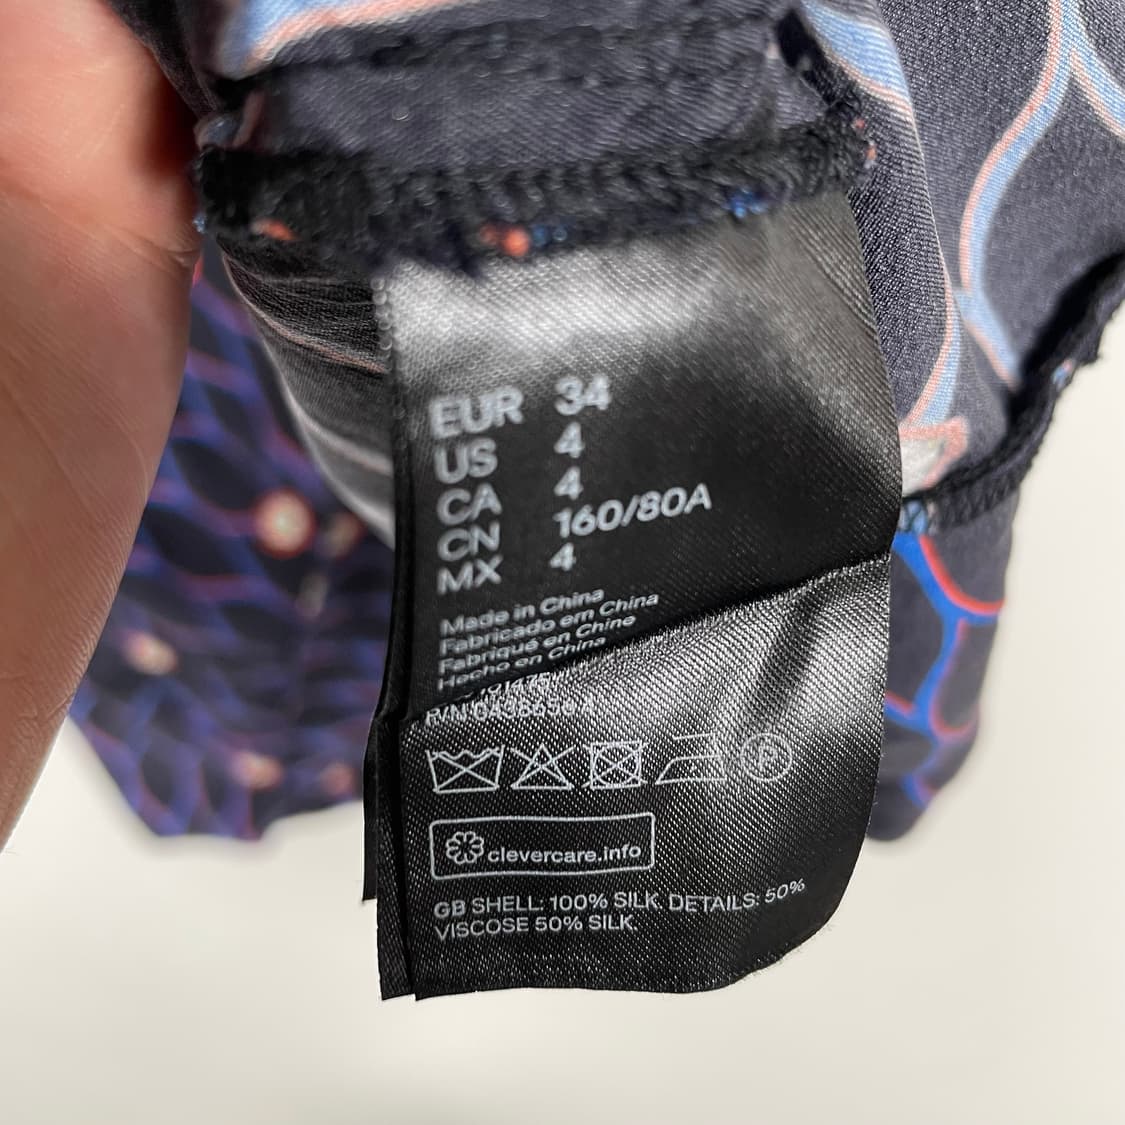 EUR 34
US 4
CA 4
CN 160/80A
MX 4
Made in China
Fabricado em China
Fabriqué en Chine
Hecho en China
P/N
P
clevercare.info
GB SHELL: 100% SILK DETAILS: 50%
VISCOSE 50% SILK.